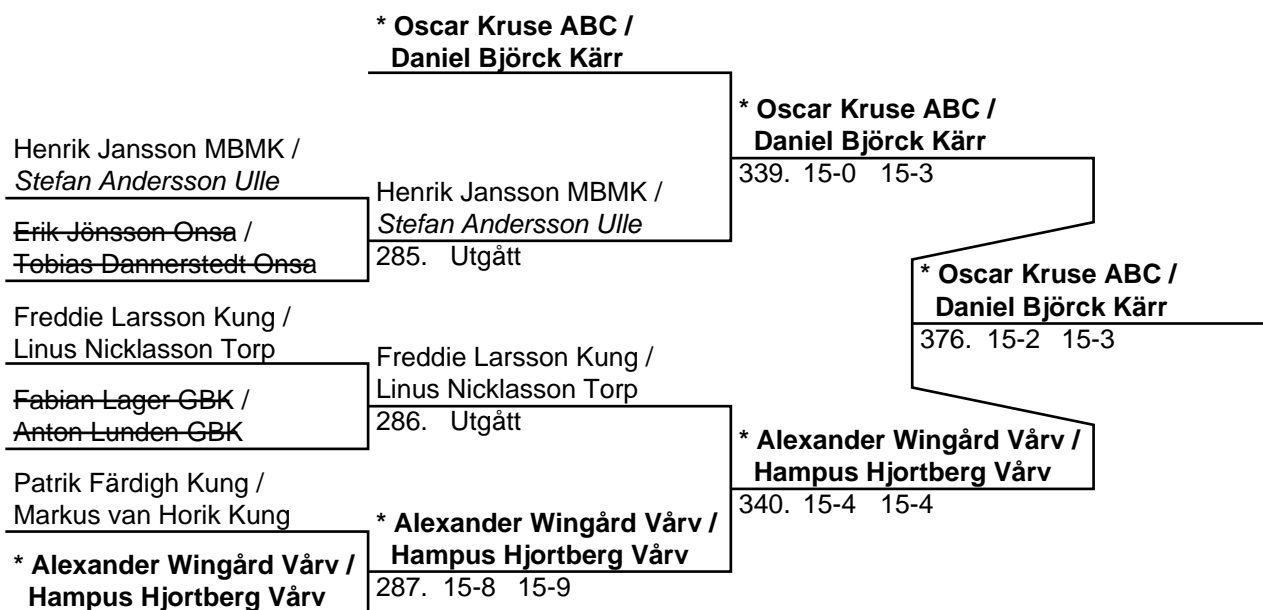 * Oscar Kruse ABC /
Daniel Björck Kärr
* Oscar Kruse ABC /
Daniel Björck Kärr
339. 15-0 15-3
Henrik Jansson MBMK /
Stefan Andersson Ulle
Henrik Jansson MBMK /
Stefan Andersson Ulle
285. Utgått
Erik Jönsson Onsa /
Tobias Dannerstedt Onsa
* Oscar Kruse ABC /
Daniel Björck Kärr
376. 15-2 15-3
Freddie Larsson Kung /
Linus Nicklasson Torp
Freddie Larsson Kung /
Linus Nicklasson Torp
286. Utgått
Fabian Lager GBK /
Anton Lunden GBK
* Alexander Wingård Vårv /
Hampus Hjortberg Vårv
340. 15-4 15-4
Patrik Färdigh Kung /
Markus van Horik Kung
* Alexander Wingård Vårv /
Hampus Hjortberg Vårv
287. 15-8 15-9
* Alexander Wingård Vårv /
Hampus Hjortberg Vårv